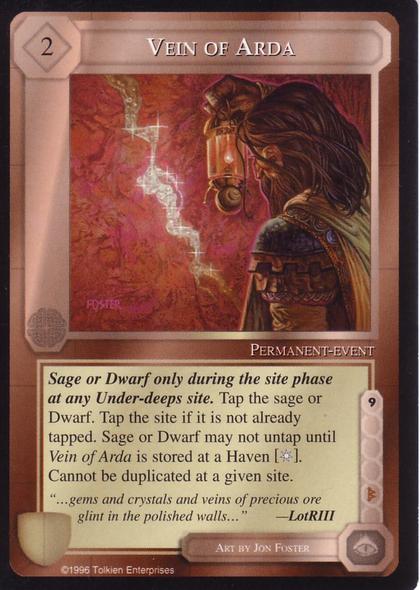 2
VEIN OF ARDA
FOSTER
PERMANENT-EVENT
Sage or Dwarf only during the site phase
at any Under-deeps site. Tap the sage or
Dwarf. Tap the site if it is not already
tapped. Sage or Dwarf may not untap until
Vein of Arda is stored at a Haven [☼].
Cannot be duplicated at a given site.
9
“...gems and crystals and veins of precious ore
glint in the polished walls...” —LotRIII
ART BY JON FOSTER
©1996 Tolkien Enterprises